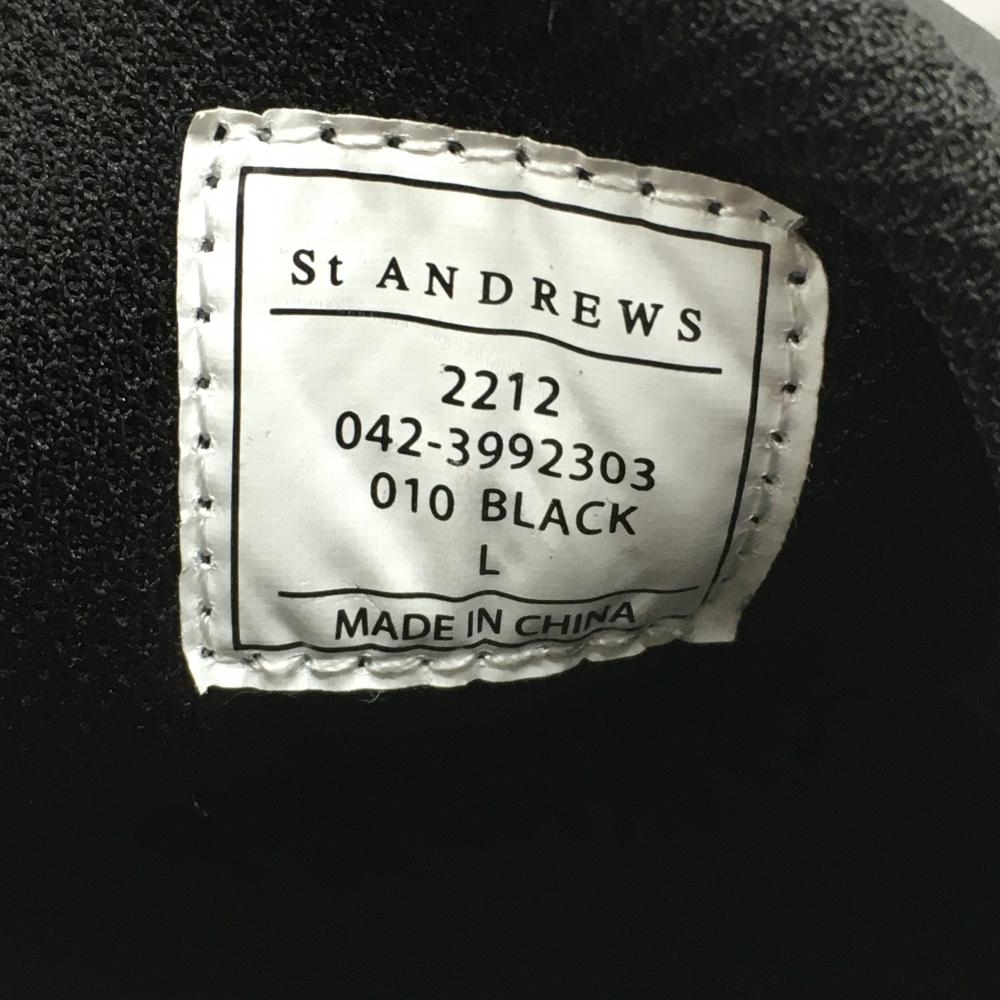 St ANDREWS
2212
042-3992303
010 BLACK
L
MADE IN CHINA